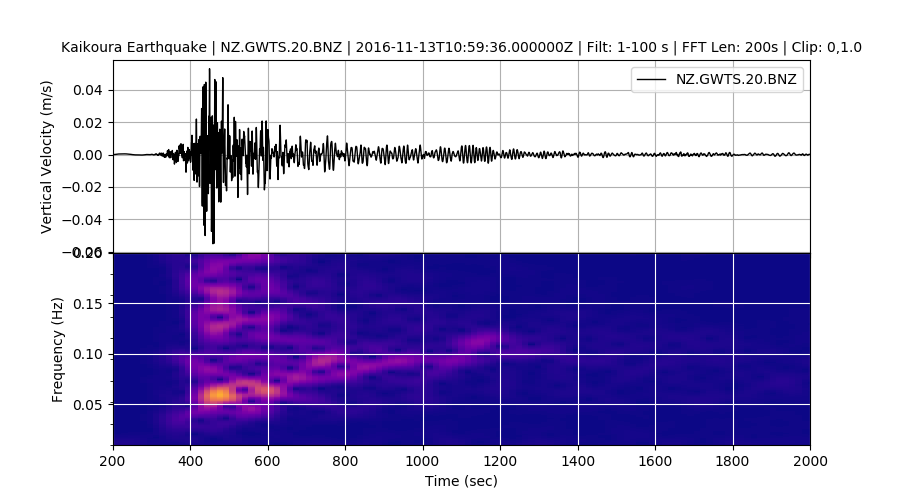 Kaikoura Earthquake | NZ.GWTS.20.BNZ | 2016-11-13T10:59:36.000000Z | Filt: 1-100 s | FFT Len: 200s | Clip: 0,1.0
NZ.GWTS.20.BNZ
Vertical Velocity (m/s)
0.04
0.02
0.00
−0.02
−0.04
−0.06
0.20
Frequency (Hz)
0.15
0.10
0.05
200 400 600 800 1000 1200 1400 1600 1800 2000
Time (sec)